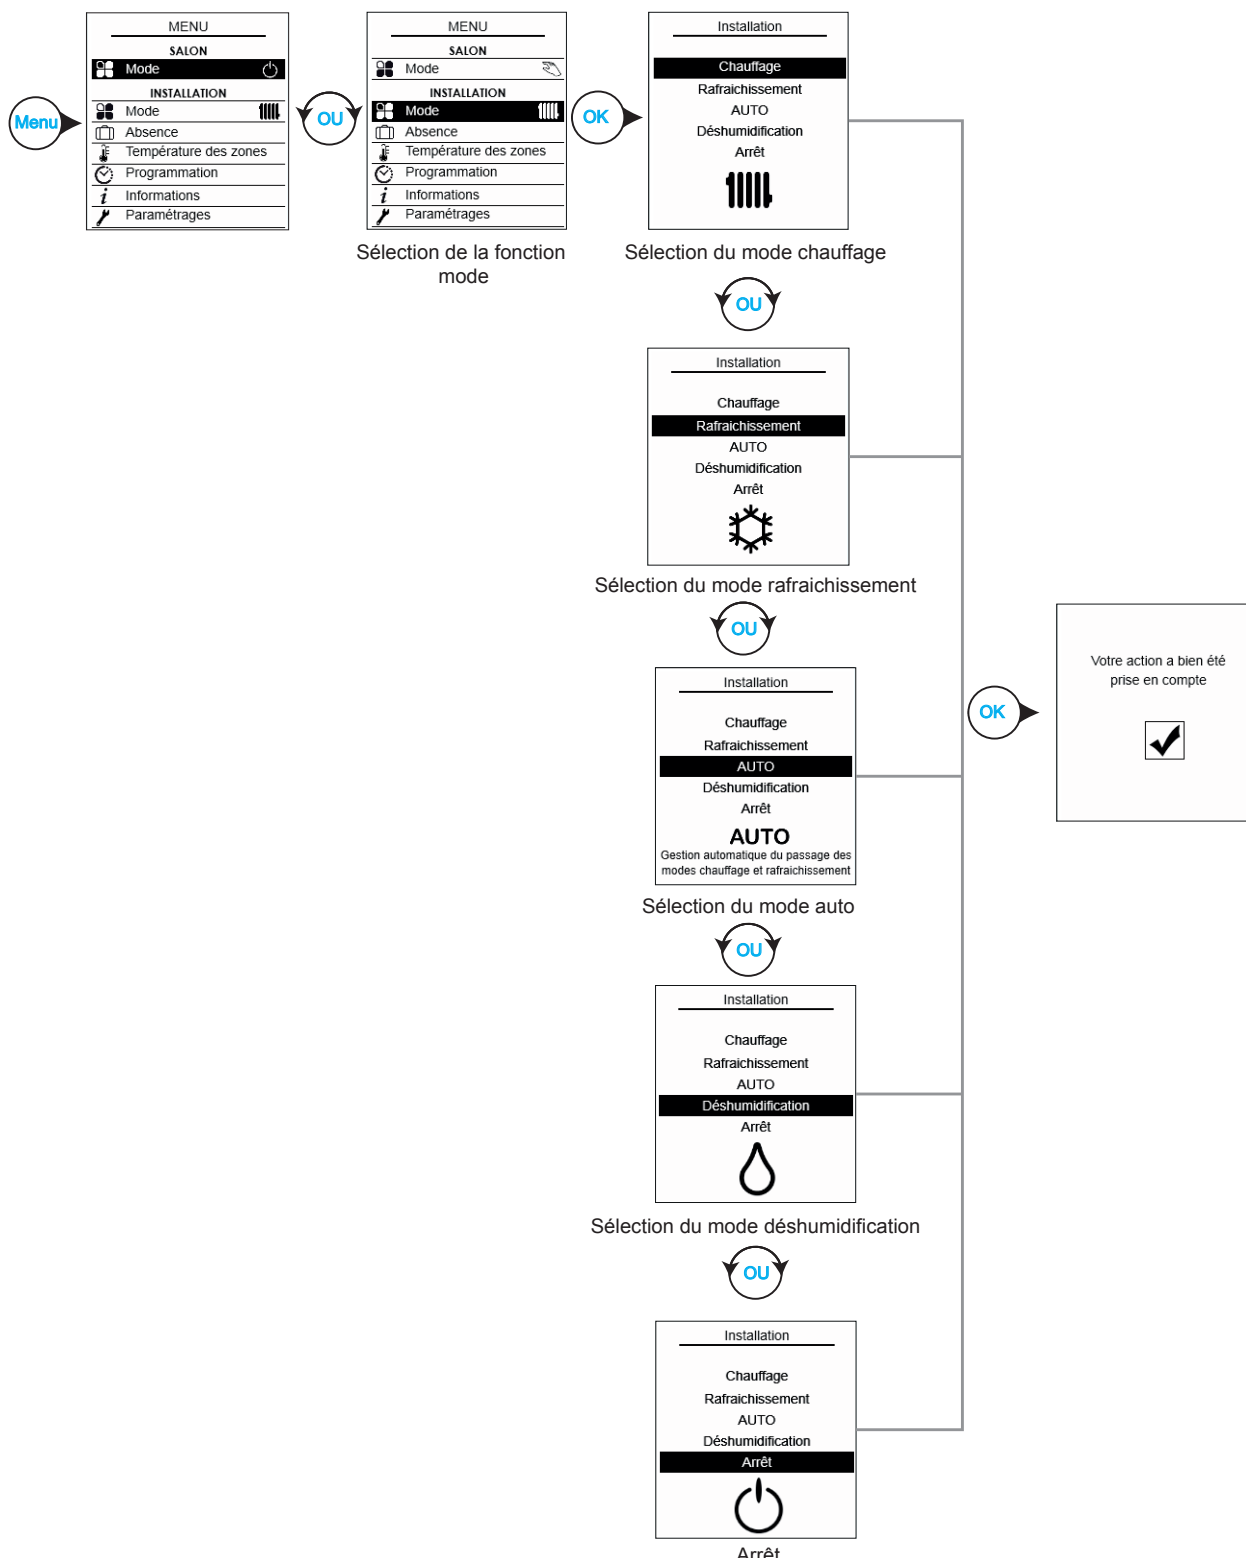 Menu
MENU
SALON
Mode
INSTALLATION
Mode
Absence
Température des zones
Programmation
i Informations
Paramétrages
OU
MENU
SALON
Mode
INSTALLATION
Mode
Absence
Température des zones
Programmation
i Informations
Paramétrages
Sélection de la fonction
mode
OK
Installation
Chauffage
Rafraichissement
AUTO
Déshumidification
Arrêt
Sélection du mode chauffage
OU
Installation
Chauffage
Rafraichissement
AUTO
Déshumidification
Arrêt
Sélection du mode rafraichissement
OU
Installation
Chauffage
Rafraichissement
AUTO
Déshumidification
Arrêt
AUTO
Gestion automatique du passage des
modes chauffage et rafraichissement
Sélection du mode auto
OU
Installation
Chauffage
Rafraichissement
AUTO
Déshumidification
Arrêt
Sélection du mode déshumidification
OU
Installation
Chauffage
Rafraichissement
AUTO
Déshumidification
Arrêt
Arrêt
OK
Votre action a bien été
prise en compte